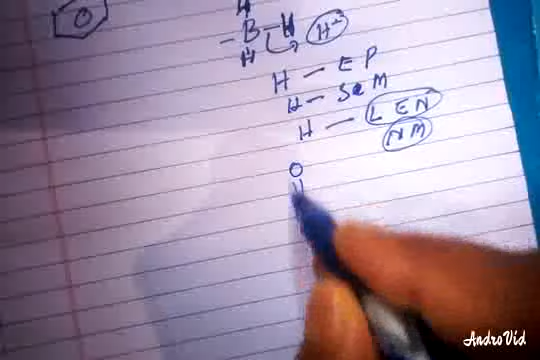 H
-B-H H⁻
H
H - EP
H - SeM
H - LEN
NM
O
AndroVid